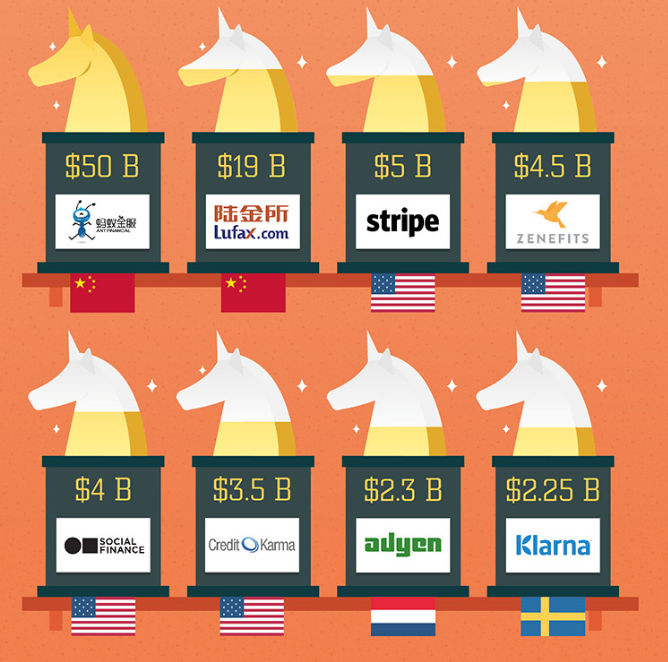 $50 B
$19 B
$5 B
$4.5 B
蚂蚁金服
ANT FINANCIAL
陆金所
Lufax.com
stripe
ZENEFITS
$4 B
$3.5 B
$2.3 B
$2.25 B
SOCIAL
FINANCE
Credit Karma
adyen
Klarna